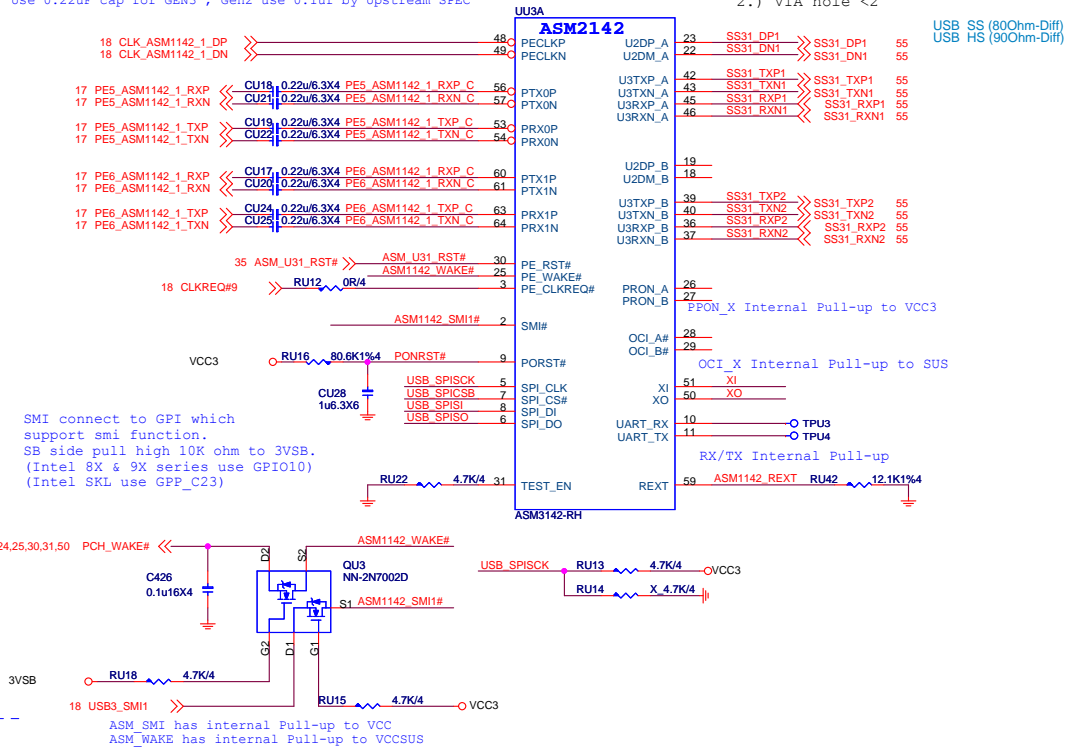 use 0.22uF cap for GEN3 , Gen2 use 0.1uF by Upstream SPEC
2.) VIA hole <2
USB SS (80Ohm-Diff)
USB HS (90Ohm-Diff)
UU3A
ASM2142
18 CLK_ASM1142_1_DP 48 PECLKP
18 CLK_ASM1142_1_DN 49 PECLKN
17 PE5_ASM1142_1_RXP CU18 0.22u/6.3X4 PE5_ASM1142_1_RXP_C 56 PTX0P
17 PE5_ASM1142_1_RXN CU21 0.22u/6.3X4 PE5_ASM1142_1_RXN_C 57 PTX0N
17 PE5_ASM1142_1_TXP CU19 0.22u/6.3X4 PE5_ASM1142_1_TXP_C 53 PRX0P
17 PE5_ASM1142_1_TXN CU22 0.22u/6.3X4 PE5_ASM1142_1_TXN_C 54 PRX0N
17 PE6_ASM1142_1_RXP CU17 0.22u/6.3X4 PE6_ASM1142_1_RXP_C 60 PTX1P
17 PE6_ASM1142_1_RXN CU20 0.22u/6.3X4 PE6_ASM1142_1_RXN_C 61 PTX1N
17 PE6_ASM1142_1_TXP CU24 0.22u/6.3X4 PE6_ASM1142_1_TXP_C 63 PRX1P
17 PE6_ASM1142_1_TXN CU25 0.22u/6.3X4 PE6_ASM1142_1_TXN_C 64 PRX1N
35 ASM_U31_RST# ASM_U31_RST# 30 PE_RST#
ASM1142_WAKE# 25 PE_WAKE#
18 CLKREQ#9 RU12 0R/4 3 PE_CLKREQ#
ASM1142_SMI1# 2 SMI#
VCC3 RU16 80.6K1%4 PONRST# 9 PORST#
CU28
1u6.3X6
USB_SPISCK 5 SPI_CLK
USB_SPICSB 7 SPI_CS#
USB_SPISI 8 SPI_DI
USB_SPISO 6 SPI_DO
RU22 4.7K/4 31 TEST_EN
U2DP_A 23 SS31_DP1 SS31_DP1 55
U2DM_A 22 SS31_DN1 SS31_DN1 55
U3TXP_A 42 SS31_TXP1 SS31_TXP1 55
U3TXN_A 43 SS31_TXN1 SS31_TXN1 55
U3RXP_A 45 SS31_RXP1 SS31_RXP1 55
U3RXN_A 46 SS31_RXN1 SS31_RXN1 55
U2DP_B 19
U2DM_B 18
U3TXP_B 39 SS31_TXP2 SS31_TXP2 55
U3TXN_B 40 SS31_TXN2 SS31_TXN2 55
U3RXP_B 36 SS31_RXP2 SS31_RXP2 55
U3RXN_B 37 SS31_RXN2 SS31_RXN2 55
PRON_A 26
PRON_B 27
PPON_X Internal Pull-up to VCC3
OCI_A# 28
OCI_B# 29
OCI_X Internal Pull-up to SUS
XI 51 XI
XO 50 XO
UART_RX 10 TPU3
UART_TX 11 TPU4
RX/TX Internal Pull-up
REXT 59 ASM1142_REXT RU42 12.1K1%4
ASM3142-RH
SMI connect to GPI which
support smi function.
SB side pull high 10K ohm to 3VSB.
(Intel 8X & 9X series use GPIO10)
(Intel SKL use GPP_C23)
24,25,30,31,50 PCH_WAKE#
C426
0.1u16X4
D2
S2
ASM1142_WAKE#
QU3
NN-2N7002D
S1 ASM1142_SMI1#
G2
D1
G1
3VSB RU18 4.7K/4
18 USB3_SMI1
RU15 4.7K/4 VCC3
ASM_SMI has internal Pull-up to VCC
ASM_WAKE has internal Pull-up to VCCSUS
USB_SPISCK RU13 4.7K/4 VCC3
RU14 X_4.7K/4